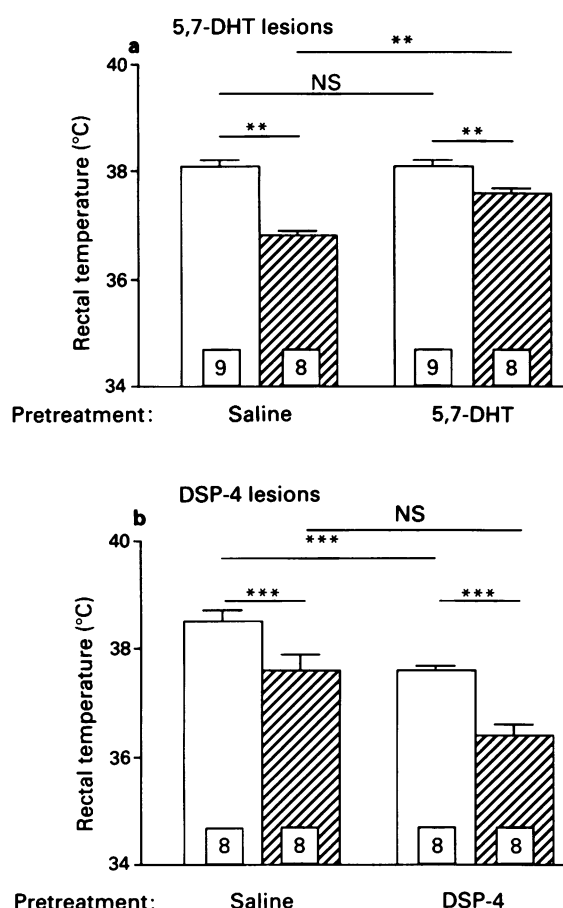 5,7-DHT lesions
a
**
40
NS
**
**
38
Rectal temperature (°C)
36
9
8
9
8
34
Pretreatment:
Saline
5,7-DHT
DSP-4 lesions
b
NS
40
***
***
***
38
Rectal temperature (°C)
36
8
8
8
8
34
Pretreatment:
Saline
DSP-4